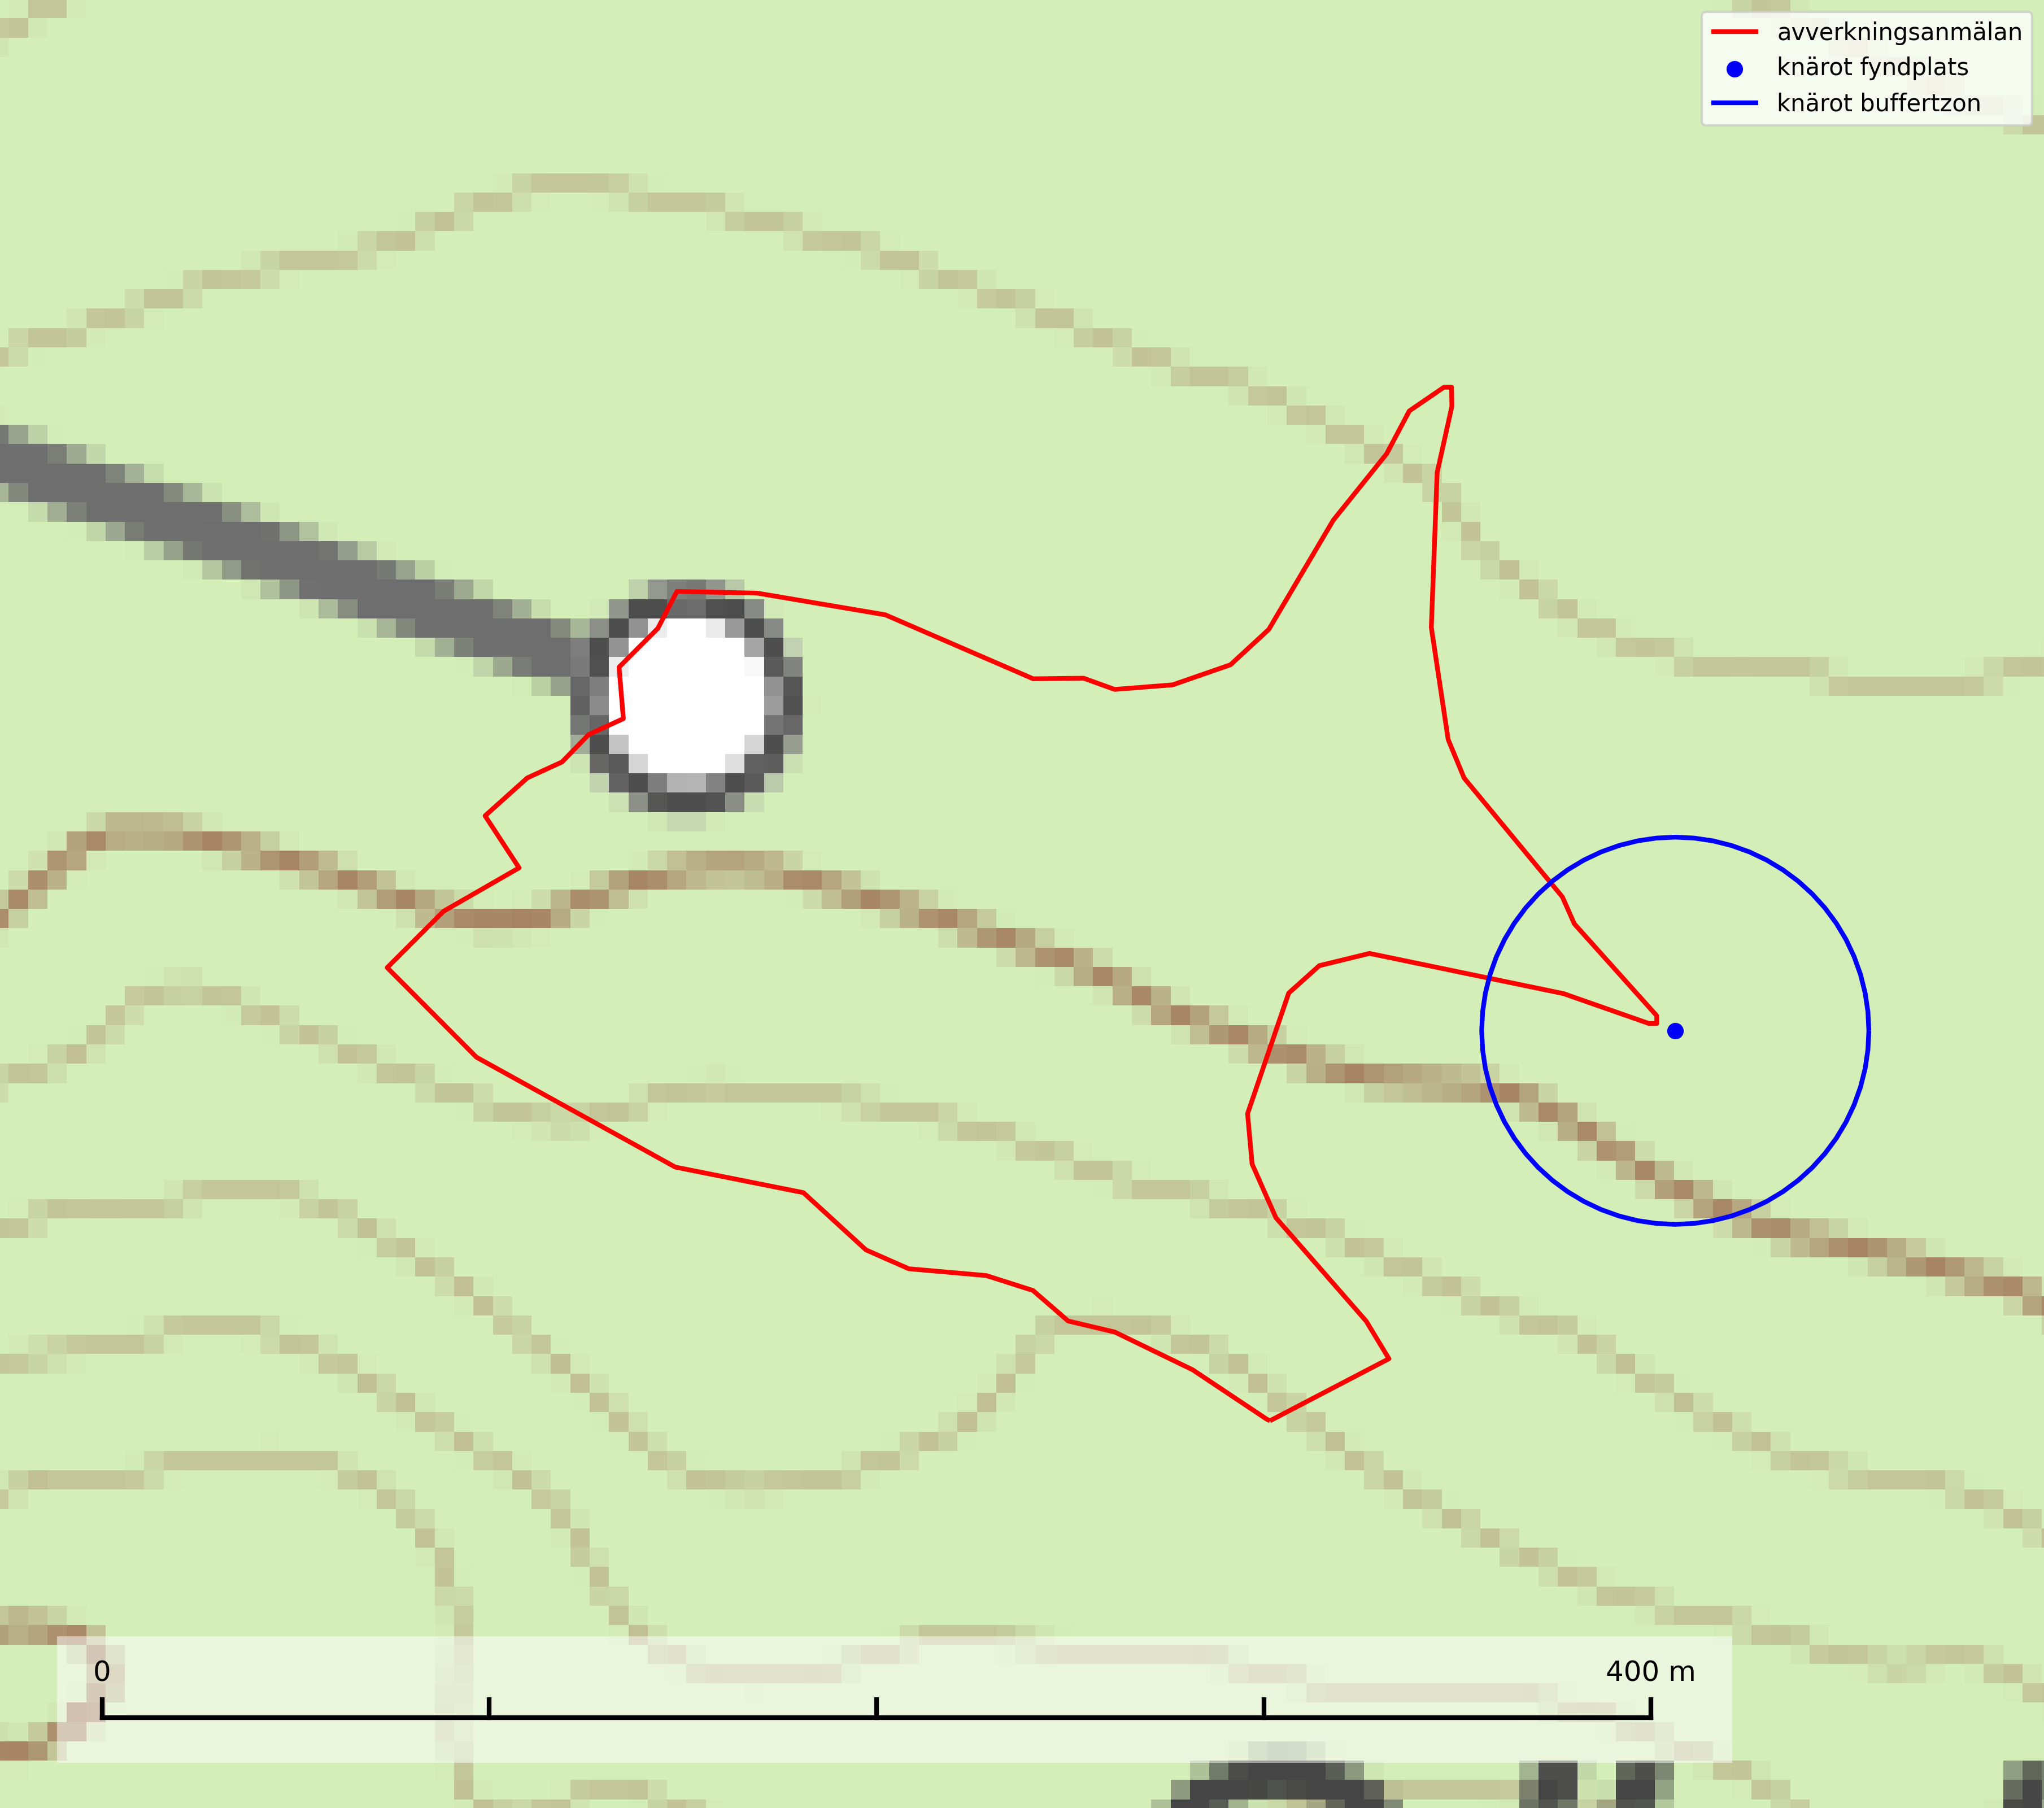 avverkningsanmälan
knärot fyndplats
knärot buffertzon
0
400 m